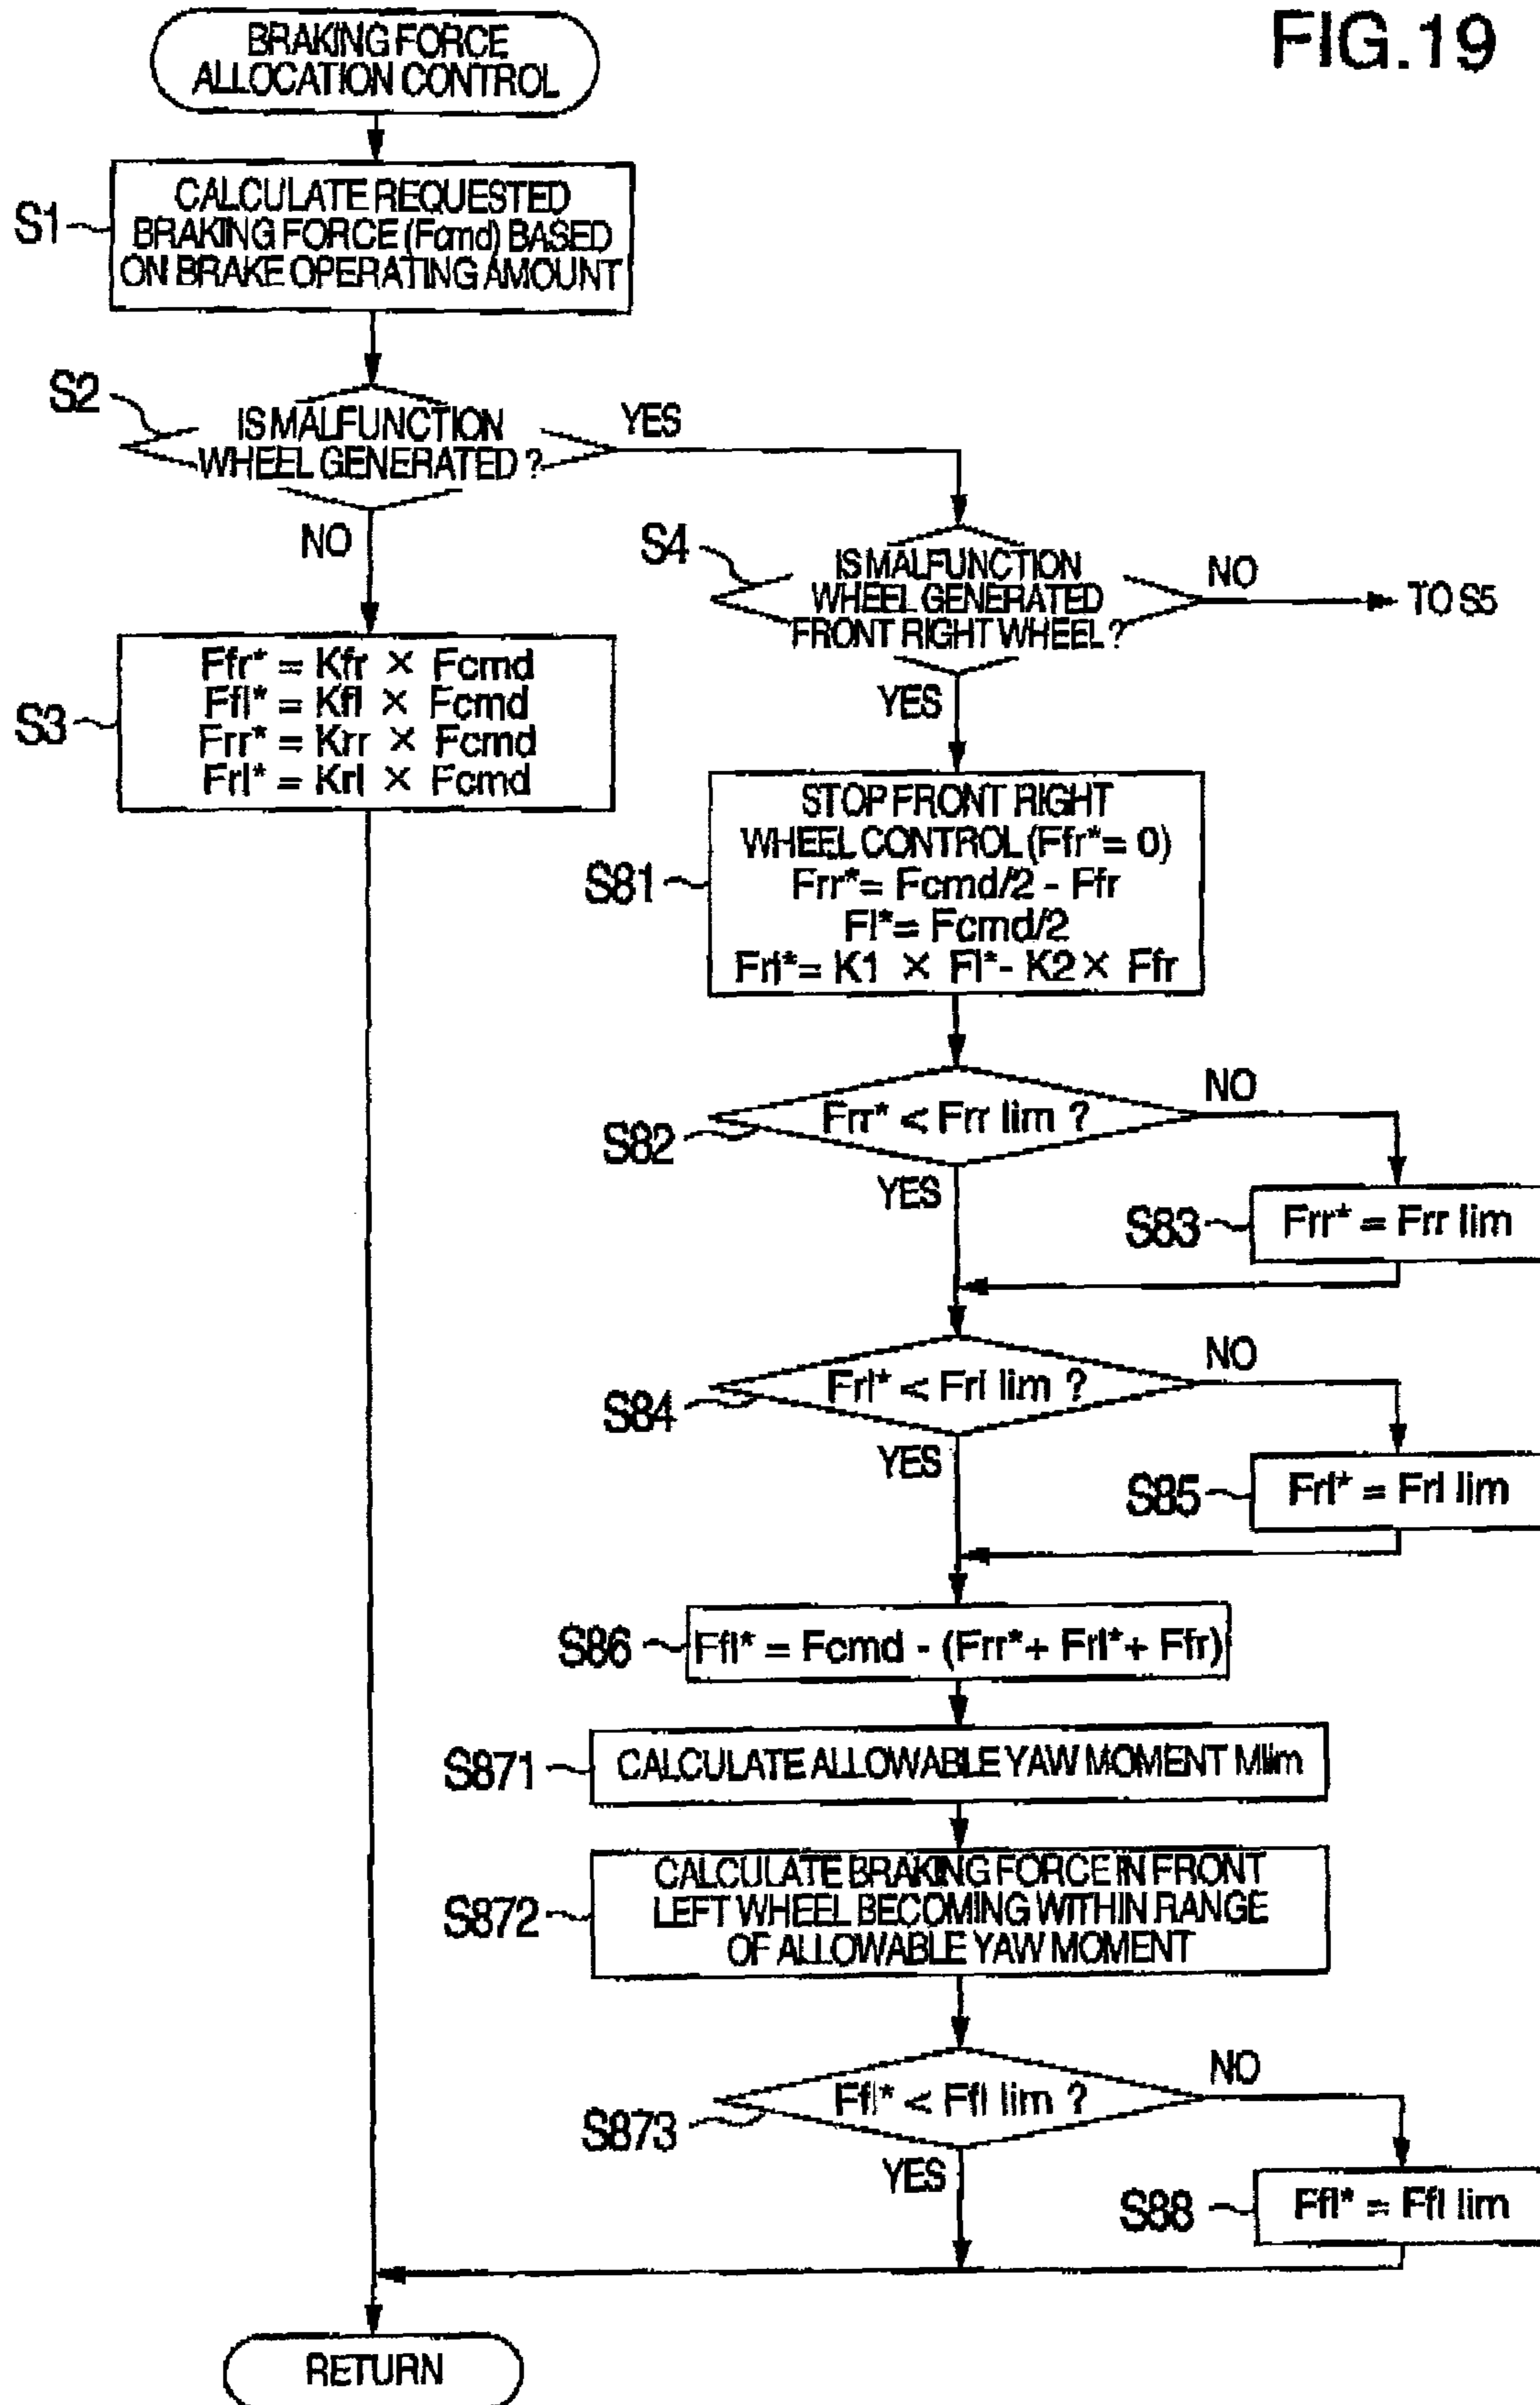 FIG.19
BRAKING FORCE
ALLOCATION CONTROL
S1
CALCULATE REQUESTED
BRAKING FORCE (Fcmd) BASED
ON BRAKE OPERATING AMOUNT
S2
IS MALFUNCTION
WHEEL GENERATED ?
YES
NO
S4
IS MALFUNCTION
WHEEL GENERATED
FRONT RIGHT WHEEL ?
NO
TO S5
YES
S3
Ffr* = Kfr × Fcmd
Ffl* = Kfl × Fcmd
Frr* = Krr × Fcmd
Frl* = Krl × Fcmd
S81
STOP FRONT RIGHT
WHEEL CONTROL (Ffr* = 0)
Frr* = Fcmd/2 - Ffr
Fl* = Fcmd/2
Frl* = K1 × Fl* - K2 × Ffr
S82
Frr* < Frr lim ?
NO
YES
S83
Frr* = Frr lim
S84
Frl* < Frl lim ?
NO
YES
S85
Frl* = Frl lim
S86
Ffl* = Fcmd - (Frr* + Frl* + Ffr)
S871
CALCULATE ALLOWABLE YAW MOMENT Mlim
S872
CALCULATE BRAKING FORCE IN FRONT
LEFT WHEEL BECOMING WITHIN RANGE
OF ALLOWABLE YAW MOMENT
S873
Ffl* < Ffl lim ?
NO
YES
S88
Ffl* = Ffl lim
RETURN